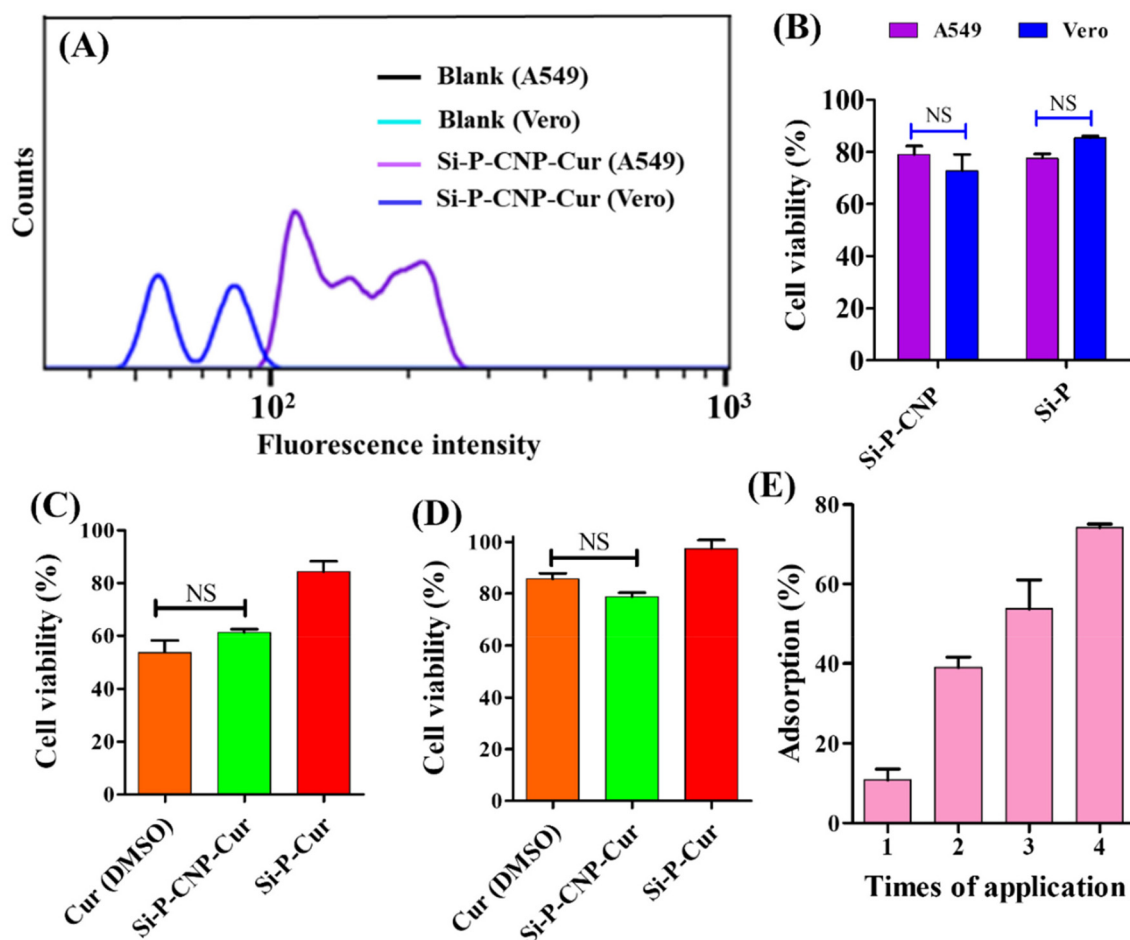 (A)
Blank (A549)
Blank (Vero)
Si-P-CNP-Cur (A549)
Si-P-CNP-Cur (Vero)
Counts
10²
10³
Fluorescence intensity
(B)
A549
Vero
NS
NS
Cell viability (%)
100
80
60
40
20
0
Si-P-CNP
Si-P
(C)
NS
Cell viability (%)
100
80
60
40
20
0
Cur (DMSO)
Si-P-CNP-Cur
Si-P-Cur
(D)
NS
Cell viability (%)
100
80
60
40
20
0
Cur (DMSO)
Si-P-CNP-Cur
Si-P-Cur
(E)
Adsorption (%)
80
60
40
20
0
1 2 3 4
Times of application